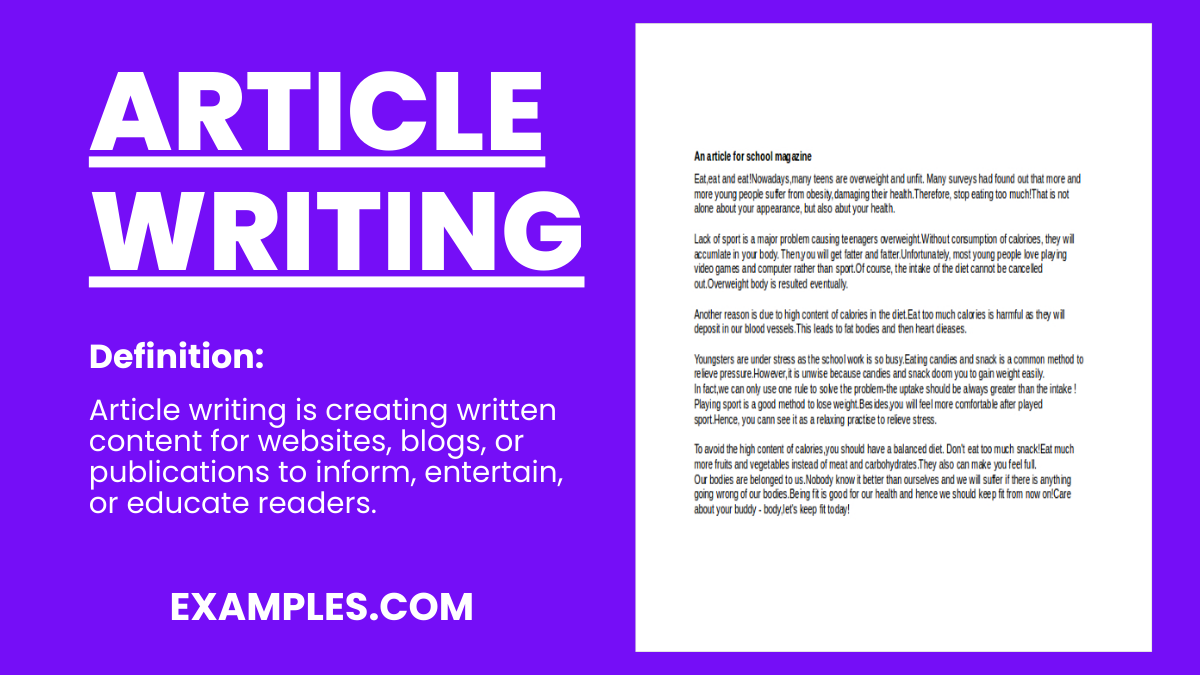 ARTICLE
WRITING
Definition:
Article writing is creating written
content for websites, blogs, or
publications to inform, entertain,
or educate readers.
EXAMPLES.COM
An article for school magazine
Eat,eat and eat!Nowadays,many teens are overweight and unfit. Many surveys had found out that more and
more young people suffer from obesity,damaging their health.Therefore, stop eating too much!That is not
alone about your appearance, but also abut your health.
Lack of sport is a major problem causing teenagers overweight.Without consumption of calorioes, they will
accumlate in your body. Then,you will get fatter and fatter.Unfortunately, most young people love playing
video games and computer rather than sport.Of course, the intake of the diet cannot be cancelled
out.Overweight body is resulted eventually.
Another reason is due to high content of calories in the diet.Eat too much calories is harmful as they will
deposit in our blood vessels.This leads to fat bodies and then heart dieases.
Youngsters are under stress as the school work is so busy.Eating candies and snack is a common method to
relieve pressure.However,it is unwise because candies and snack doom you to gain weight easily.
In fact,we can only use one rule to solve the problem-the uptake should be always greater than the intake !
Playing sport is a good method to lose weight.Besides,you will feel more comfortable after played
sport.Hence, you cann see it as a relaxing practise to relieve stress.
To avoid the high content of calories,you should have a balanced diet. Don't eat too much snack!Eat much
more fruits and vegetables instead of meat and carbohydrates.They also can make you feel full.
Our bodies are belonged to us.Nobody know it better than ourselves and we will suffer if there is anything
going wrong of our bodies.Being fit is good for our health and hence we should keep fit from now on!Care
about your buddy - body,let's keep fit today!